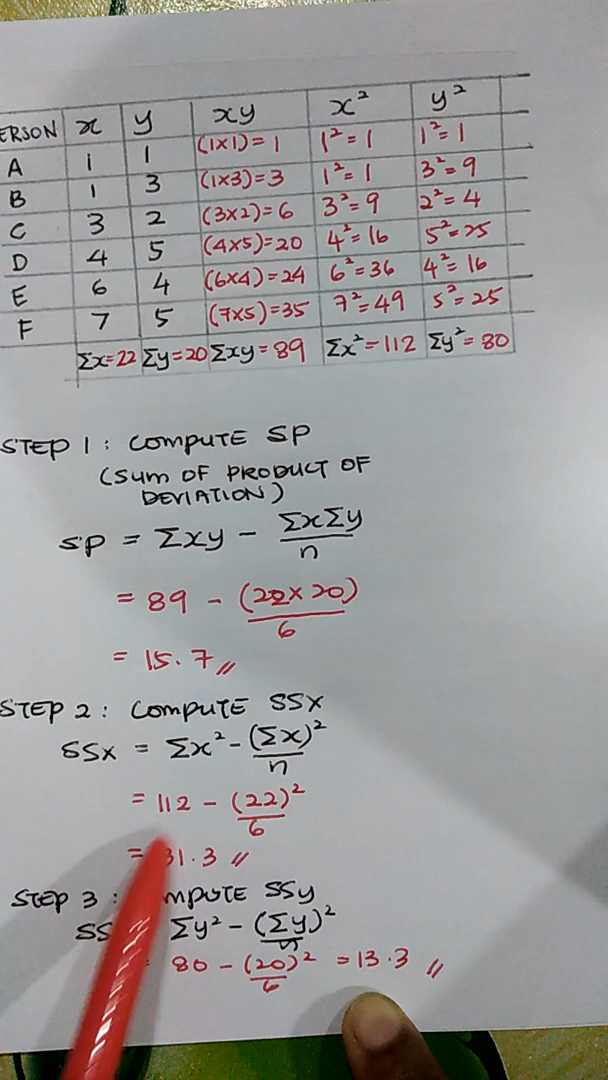 ERSON x y xy x² y²
A 1 1 (1x1)=1 1²=1 1²=1
B 1 3 (1x3)=3 1²=1 3²=9
C 3 2 (3x2)=6 3²=9 2²=4
D 4 5 (4x5)=20 4²=16 5²=25
E 6 4 (6x4)=24 6²=36 4²=16
F 7 5 (7x5)=35 7²=49 5²=25
Σx=22 Σy=20 Σxy=89 Σx²=112 Σy²=80
STEP 1: COMPUTE SP
(SUM OF PRODUCT OF
DEVIATION)
SP = Σxy - ΣxΣy/n
= 89 - (22x20)/6
= 15.7//
STEP 2: COMPUTE SSX
SSX = Σx² - (Σx)²/n
= 112 - (22)²/6
= 31.3 //
STEP 3: MPUTE SSy
SS Σy² - (Σy)²/n
80 - (20)²/6 = 13.3 //